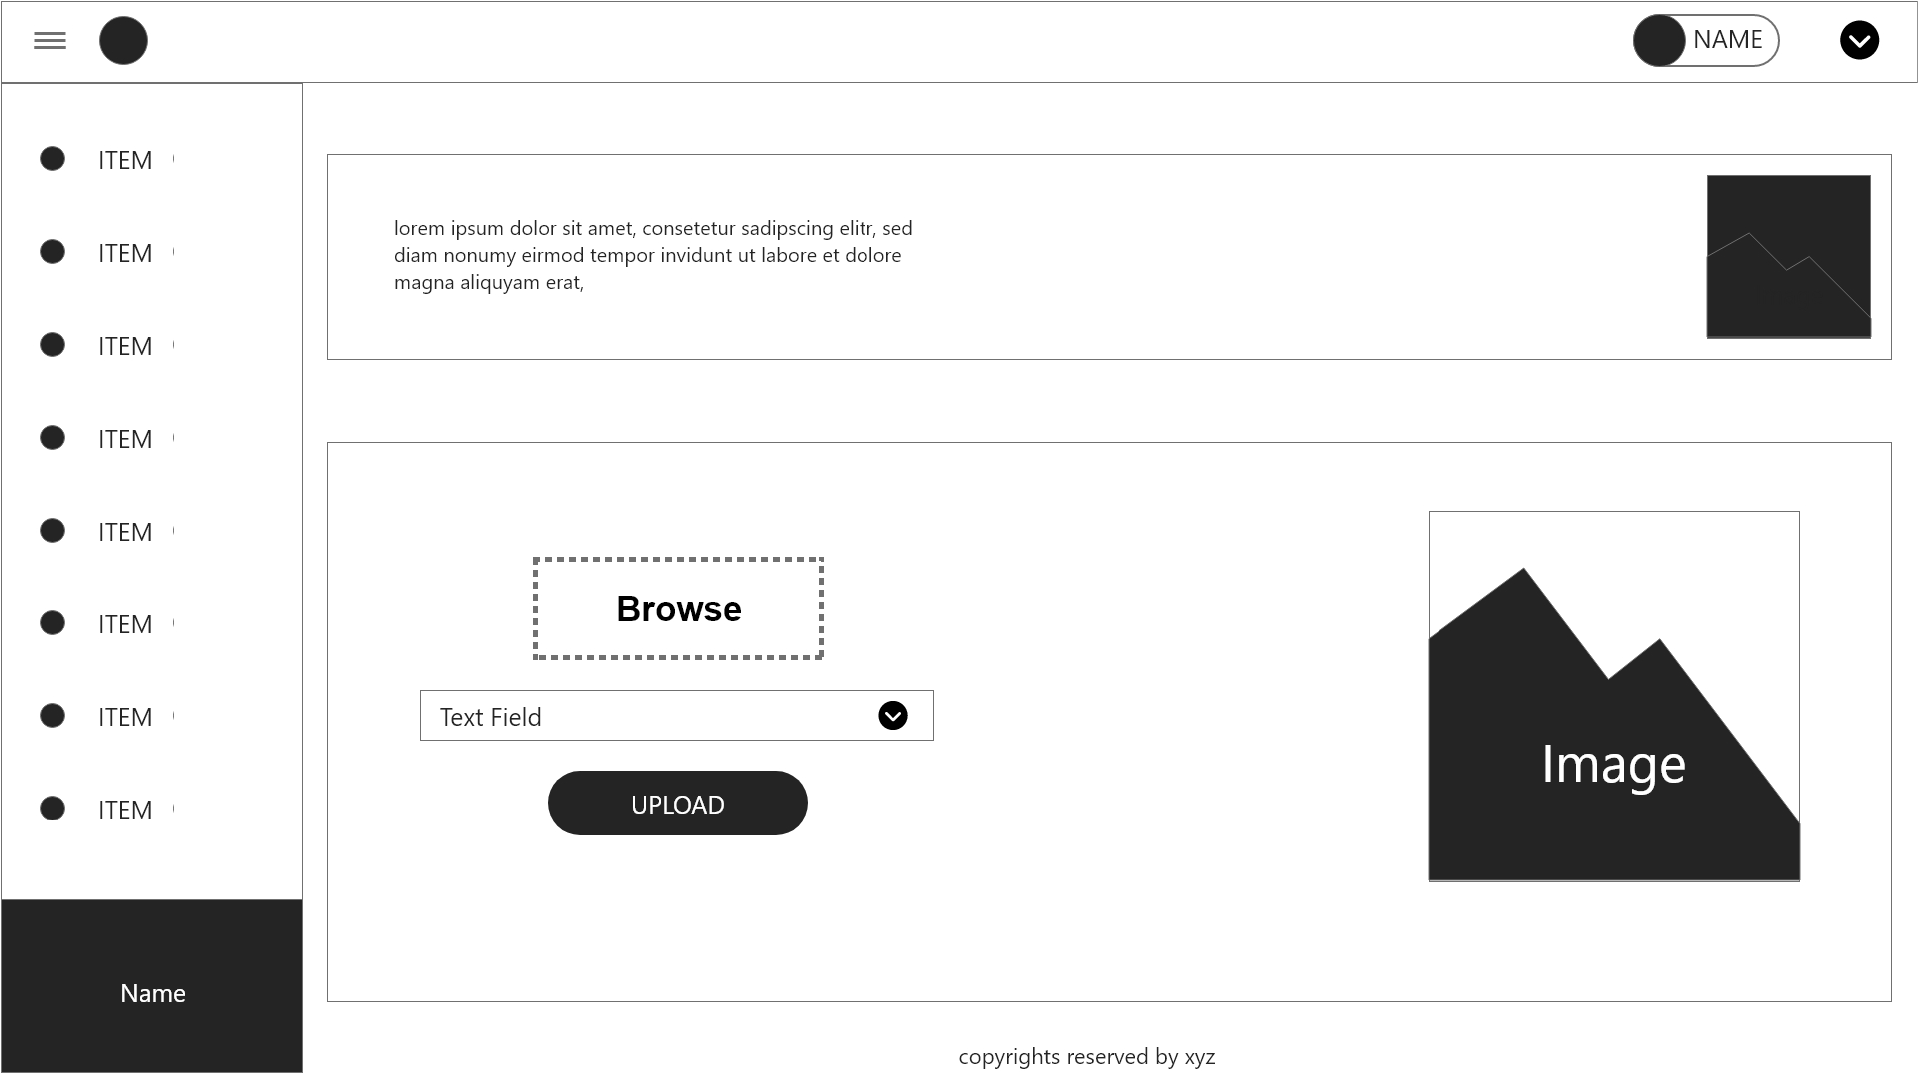 NAME
ITEM
ITEM
ITEM
ITEM
ITEM
ITEM
ITEM
ITEM
Name
lorem ipsum dolor sit amet, consetetur sadipscing elitr, sed
diam nonumy eirmod tempor invidunt ut labore et dolore
magna aliquyam erat,
Browse
Text Field
UPLOAD
Image
copyrights reserved by xyz